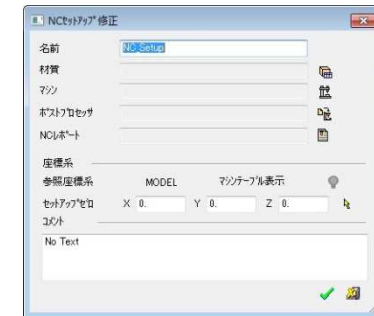 NCｾｯﾄｱｯﾌﾟ修正
名前 NC Setup
材質
ﾏｼﾝ
ﾎﾟｽﾄﾌﾟﾛｾｯｻ
NCﾚﾎﾟｰﾄ
座標系
参照座標系 MODEL ﾏｼﾝﾃｰﾌﾞﾙ表示
ｾｯﾄｱｯﾌﾟｾﾞﾛ X 0. Y 0. Z 0.
ｺﾒﾝﾄ
No Text